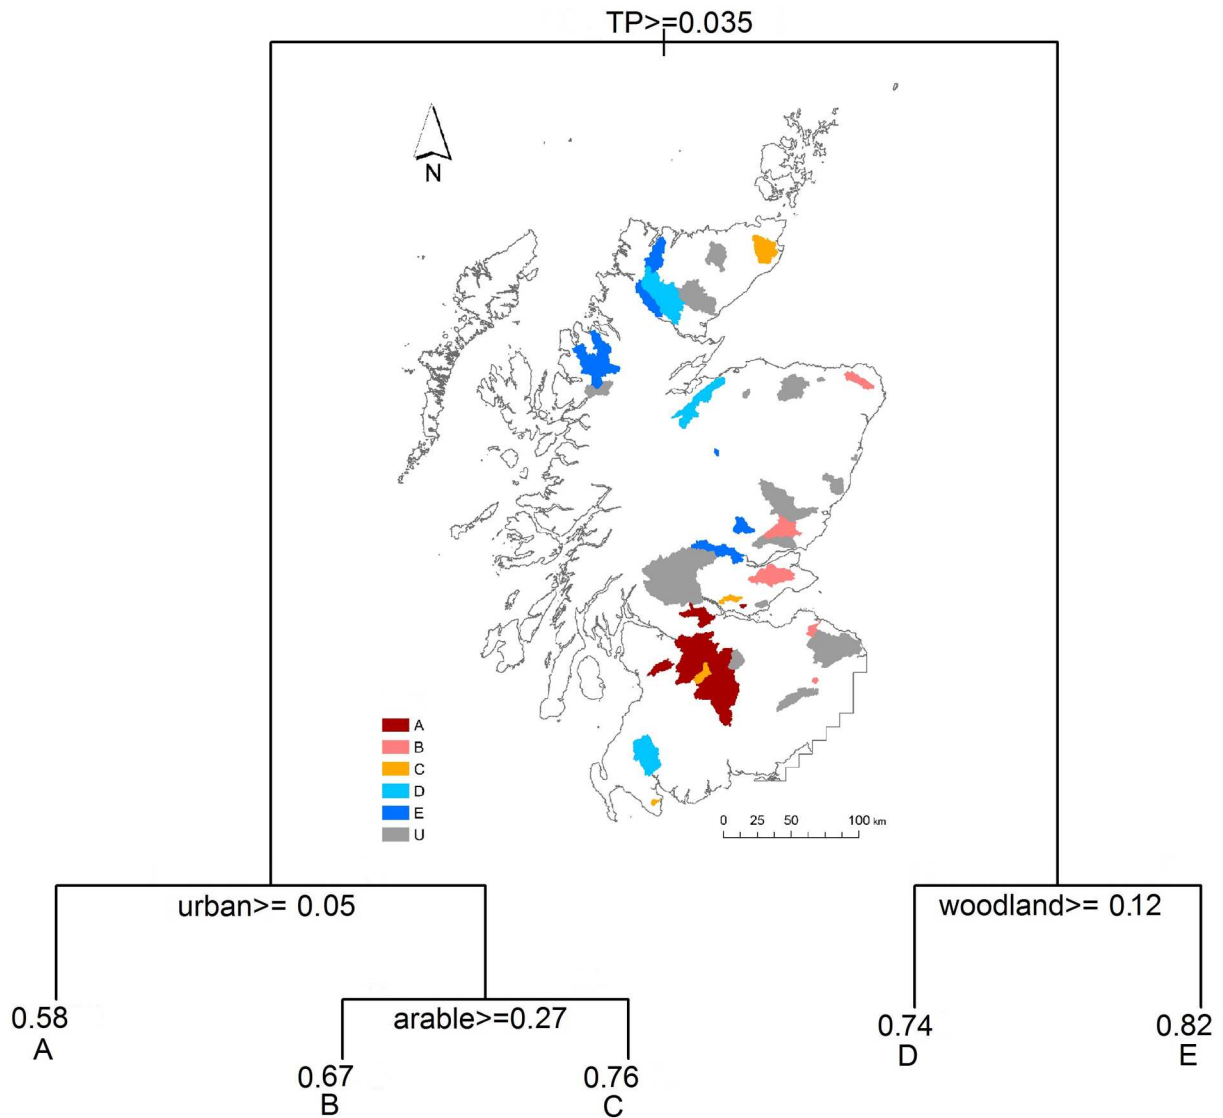 TP>=0.035
N
A
B
C
D
E
U
0 25 50 100 km
urban>= 0.05
woodland>= 0.12
arable>=0.27
0.58
A
0.67
B
0.76
C
0.74
D
0.82
E